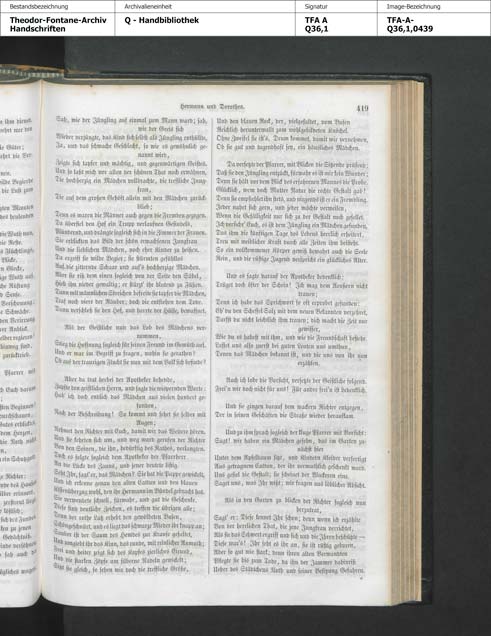 Bestandsbezeichnung
Archivalieneinheit
Signatur
Image-Bezeichnung
Theodor-Fontane-Archiv
Handschriften
Q - Handbibliothek
TFA A
Q36,1
TFA-A-
Q36,1,0439
Hermann und Dorothea.
419
Sah, wie der Jüngling auf einmal zum Mann ward; sah,
wie der Greis sich
Wieder verjüngte, das Kind sich selbst als Jüngling enthüllte,
Ja, und das schwache Geschlecht, so wie es gewöhnlich ge-
nannt wird,
Zeigte sich tapfer und mächtig, und gegenwärtigen Geistes.
Und so laßt mich vor allen der schönen That noch erwähnen,
Die hochherzig ein Mädchen vollbrachte, die treffliche Jung-
frau,
Die auf dem großen Gehöft allein mit den Mädchen zurück-
blieb;
Denn es waren die Männer auch gegen die Fremden gezogen.
Da überfiel den Hof ein Trupp verlaufnen Gesindels,
Plündernd, und drängte sogleich sich in die Zimmer der Frauen.
Sie erblickten das Bild der schön erwachsenen Jungfrau
Und die lieblichen Mädchen, noch eher Kinder zu heißen.
Da ergriff sie wilde Begier; sie stürmten gefühllos
Auf die zitternde Schaar und auf's hochherzige Mädchen.
Aber sie riß dem einen sogleich von der Seite den Säbel,
Hieb ihn nieder gewaltig; er stürzt' ihr blutend zu Füßen.
Dann mit männlichen Streichen befreite sie tapfer die Mädchen,
Traf noch viere der Räuber; doch die entflohen dem Tode.
Dann verschloß sie den Hof, und harrte der Hülfe, bewaffnet.
Als der Geistliche nun das Lob des Mädchens ver-
nommen,
Stieg die Hoffnung sogleich für seinen Freund im Gemüth auf,
Und er war im Begriff zu fragen, wohin sie gerathen?
Ob auf der traurigen Flucht sie nun mit dem Volk sich befinde?
Aber da trat herbei der Apotheker behende,
Zupfte den geistlichen Herrn, und sagte die wispernden Worte:
Hab' ich doch endlich das Mädchen aus vielen hundert ge-
funden,
Nach der Beschreibung! So kommt und sehet sie selber mit
Augen;
Nehmet den Richter mit Euch, damit wir das Weitere hören.
Und sie kehrten sich um, und weg war gerufen der Richter
Von den Seinen, die ihn, bedürftig des Rathes, verlangten.
Doch es folgte sogleich dem Apotheker der Pfarrherr
An die Lücke des Zauns, und jener deutete listig.
Seht Ihr, sagt' er, das Mädchen? Sie hat die Puppe gewickelt,
Und ich erkenne genau den alten Cattun und den blauen
Kissenüberzug wohl, den ihr Hermann im Bündel gebracht hat.
Sie verwendete schnell, fürwahr, und gut die Geschenke.
Diese sind deutliche Zeichen, es treffen die übrigen alle;
Denn der rothe Latz erhebt den gewölbeten Busen,
Schön geschnürt, und es liegt das schwarze Mieder ihr knapp an;
Sauber ist der Saum des Hemdes zur Krause gefaltet,
Und umgiebt ihr das Kinn, das runde, mit reinlicher Anmuth;
Frei und heiter zeigt sich des Kopfes zierliches Eirund,
Und die starken Zöpfe um silberne Nadeln gewickelt;
Sitzt sie gleich, so sehen wir doch die treffliche Größe,
Und den blauen Rock, der, vielgefaltet, vom Busen
Reichlich herunterwallt zum wohlgebildeten Knöchel.
Ohne Zweifel sie ist's. Drum kommet, damit wir vernehmen,
Ob sie gut und tugendhaft sey, ein häusliches Mädchen.
Da versetzte der Pfarrer, mit Blicken die Sitzende prüfend;
Daß sie den Jüngling entzückt, fürwahr es ist mir kein Wunder;
Denn sie hält vor dem Blick des erfahrenen Mannes die Probe.
Glücklich, wem doch Mutter Natur die rechte Gestalt gab!
Denn sie empfiehlet ihn stets, und nirgends ist er ein Fremdling.
Jeder nahet sich gern, und jeder möchte verweilen,
Wenn die Gefälligkeit nur sich zu der Gestalt noch gesellet.
Ich versich'r' Euch, es ist dem Jüngling ein Mädchen gefunden,
Das ihm die künftigen Tage des Lebens herrlich erheitert,
Treu mit weiblicher Kraft durch alle Zeiten ihm beisteht.
So ein vollkommener Körper gewiß bewahrt auch die Seele
Rein, und die rüstige Jugend verspricht ein glückliches Alter.
Und es sagte darauf der Apotheker bedenklich:
Trüget doch öfter der Schein! Ich mag dem Aeußern nicht
trauen;
Denn ich habe das Sprichwort so oft erprobet gefunden:
Eh' du den Scheffel Salz mit dem neuen Bekannten verzehret,
Darfst du nicht leichtlich ihm trauen; dich macht die Zeit nur
gewisser,
Wie du es habest mit ihm, und wie die Freundschaft bestehe.
Lasset uns also zuerst bei guten Leuten uns umthun,
Denen das Mädchen bekannt ist, und die uns von ihr nun
erzählen.
Auch ich lobe die Vorsicht, versetzte der Geistliche folgend.
Frei'n wir doch nicht für uns! Für andre frei'n ist bedenklich.
Und sie gingen darauf dem wackern Richter entgegen,
Der in seinen Geschäften die Straße wieder heraufkam.
Und zu ihm sprach sogleich der kluge Pfarrer mit Vorsicht:
Sagt! wir haben ein Mädchen gesehn, das im Garten zu-
nächst hier
Unter dem Apfelbaum sitzt, und Kindern Kleider verfertigt
Aus getragnem Cattun, der ihr vermuthlich geschenkt ward.
Uns gefiel die Gestalt; sie scheinet der Wackeren eine.
Saget uns, was Ihr wißt; wir fragen aus löblicher Absicht.
Als in den Garten zu blicken der Richter sogleich nun
herzutrat,
Sagt' er: Diese kennet Ihr schon; denn wenn ich erzählte
Von der herrlichen That, die jene Jungfrau verrichtet,
Als sie das Schwert ergriff und sich und die Ihren beschützte –
Diese war's! Ihr seht es ihr an, sie ist rüstig geboren,
Aber so gut wie stark; denn ihren alten Verwandten
Pflegte sie bis zum Tode, da ihn der Jammer dahinriß
Ueber des Städtchens Noth und seiner Besitzung Gefahren.